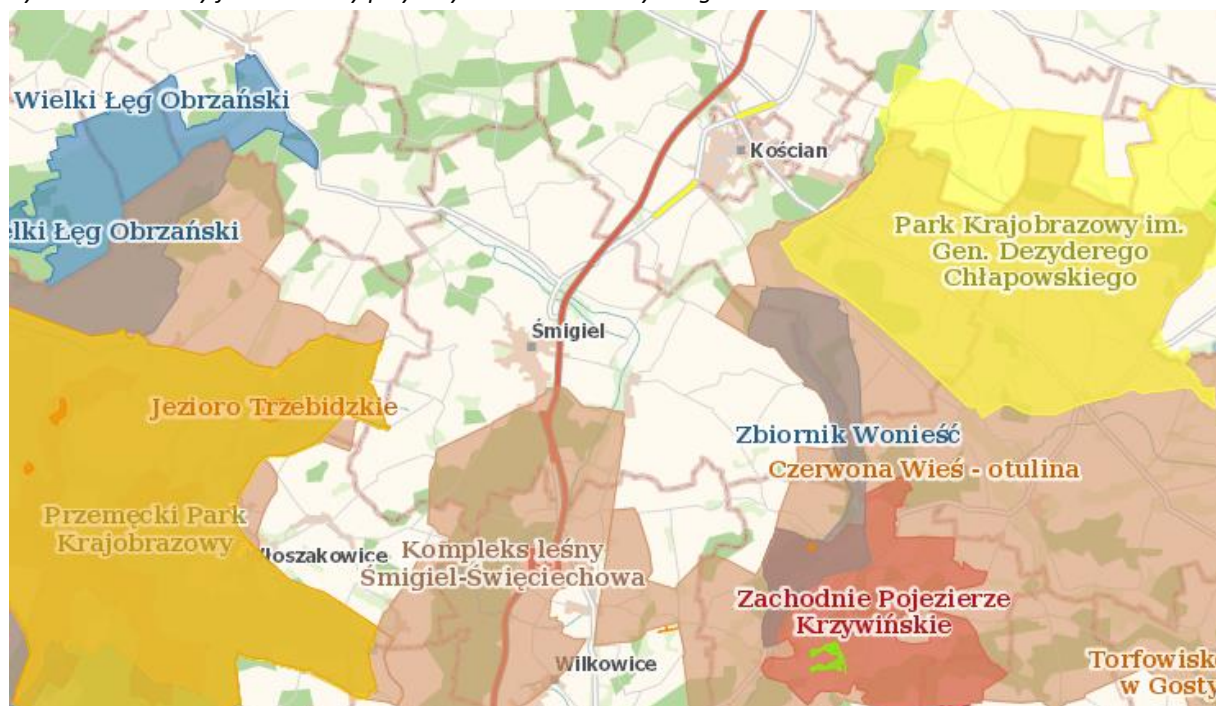 Wielki Łęg Obrzański
Kościan
lki Łęg Obrzański
Park Krajobrazowy im.
Gen. Dezyderego
Chłapowskiego
Śmigiel
Jezioro Trzebidzkie
Zbiornik Wonieść
Czerwona Wieś - otulina
Przemęcki Park
Krajobrazowy
łoszakowice
Kompleks leśny
Śmigiel-Święciechowa
Zachodnie Pojezierze
Krzywińskie
Wilkowice
Torfowisk
w Gosty